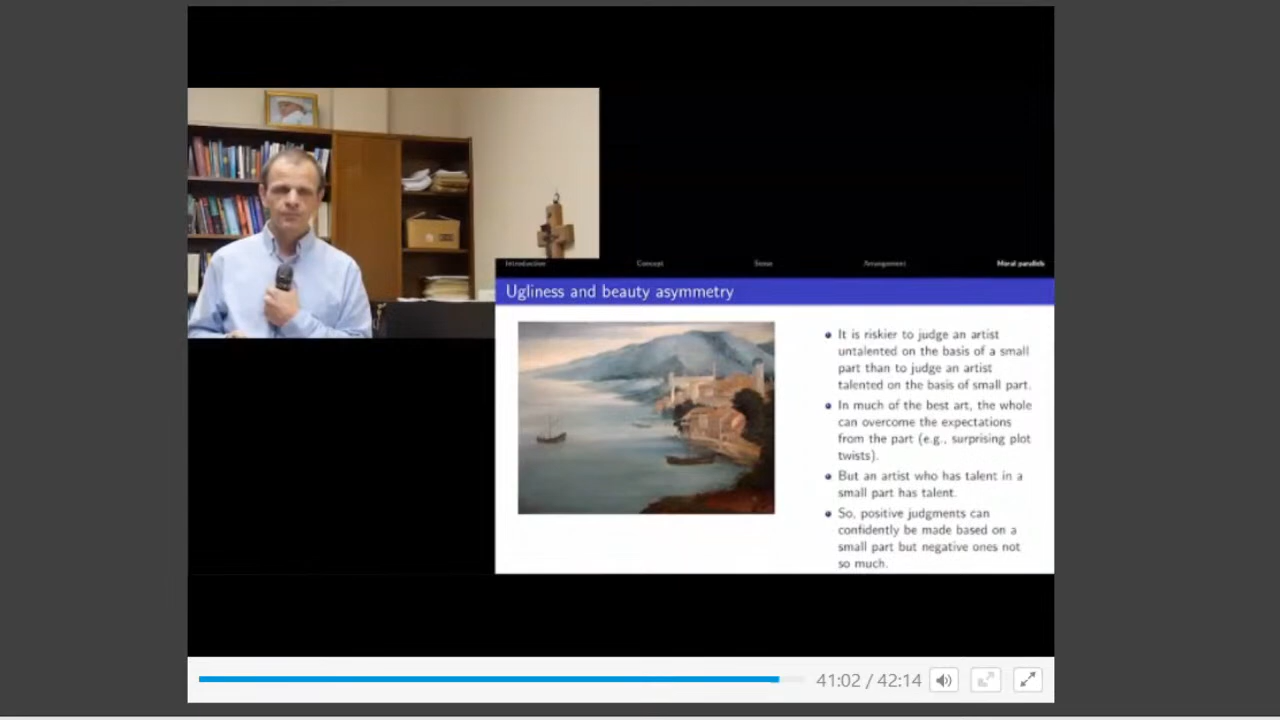 Introduction Concept Sense Arrangement Moral parallels
Ugliness and beauty asymmetry
It is riskier to judge an artist
untalented on the basis of a small
part than to judge an artist
talented on the basis of small part.
In much of the best art, the whole
can overcome the expectations
from the part (e.g., surprising plot
twists).
But an artist who has talent in a
small part has talent.
So, positive judgments can
confidently be made based on a
small part but negative ones not
so much.
41:02 / 42:14